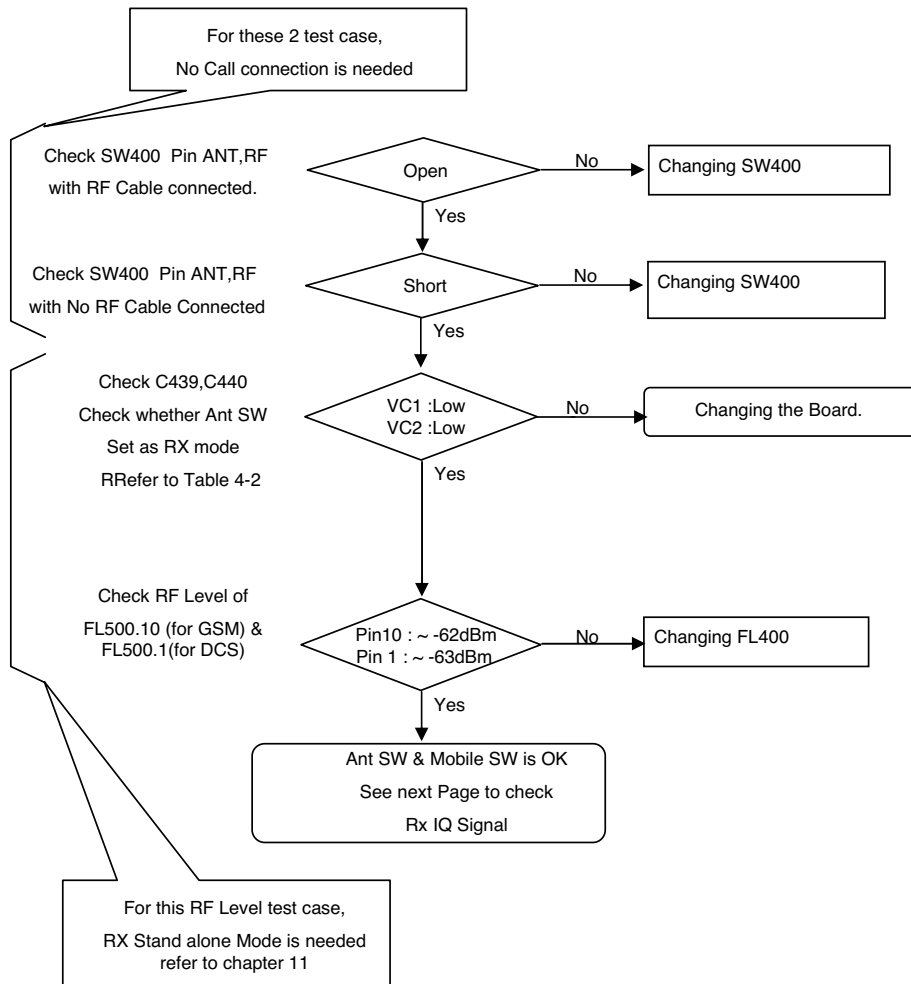 For these 2 test case,
No Call connection is needed
Check SW400 Pin ANT,RF
with RF Cable connected.
Open
No
Changing SW400
Yes
Check SW400 Pin ANT,RF
with No RF Cable Connected
Short
No
Changing SW400
Yes
Check C439,C440
Check whether Ant SW
Set as RX mode
RRefer to Table 4-2
VC1 :Low
VC2 :Low
No
Changing the Board.
Yes
Check RF Level of
FL500.10 (for GSM) &
FL500.1(for DCS)
Pin10 : ~ -62dBm
Pin 1 : ~ -63dBm
No
Changing FL400
Yes
Ant SW & Mobile SW is OK
See next Page to check
Rx IQ Signal
For this RF Level test case,
RX Stand alone Mode is needed
refer to chapter 11